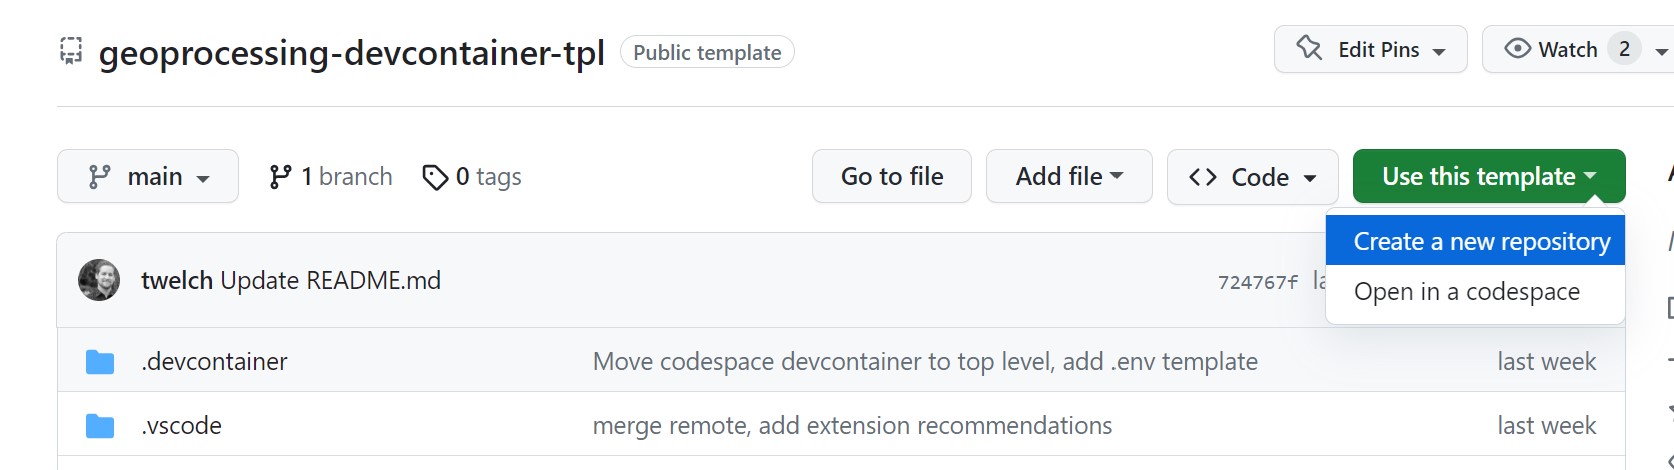 geoprocessing-devcontainer-tpl Public template Edit Pins Watch 2
main 1 branch 0 tags Go to file Add file <> Code Use this template
Create a new repository
twelch Update README.md 724767f
Open in a codespace
.devcontainer Move codespace devcontainer to top level, add .env template last week
.vscode merge remote, add extension recommendations last week